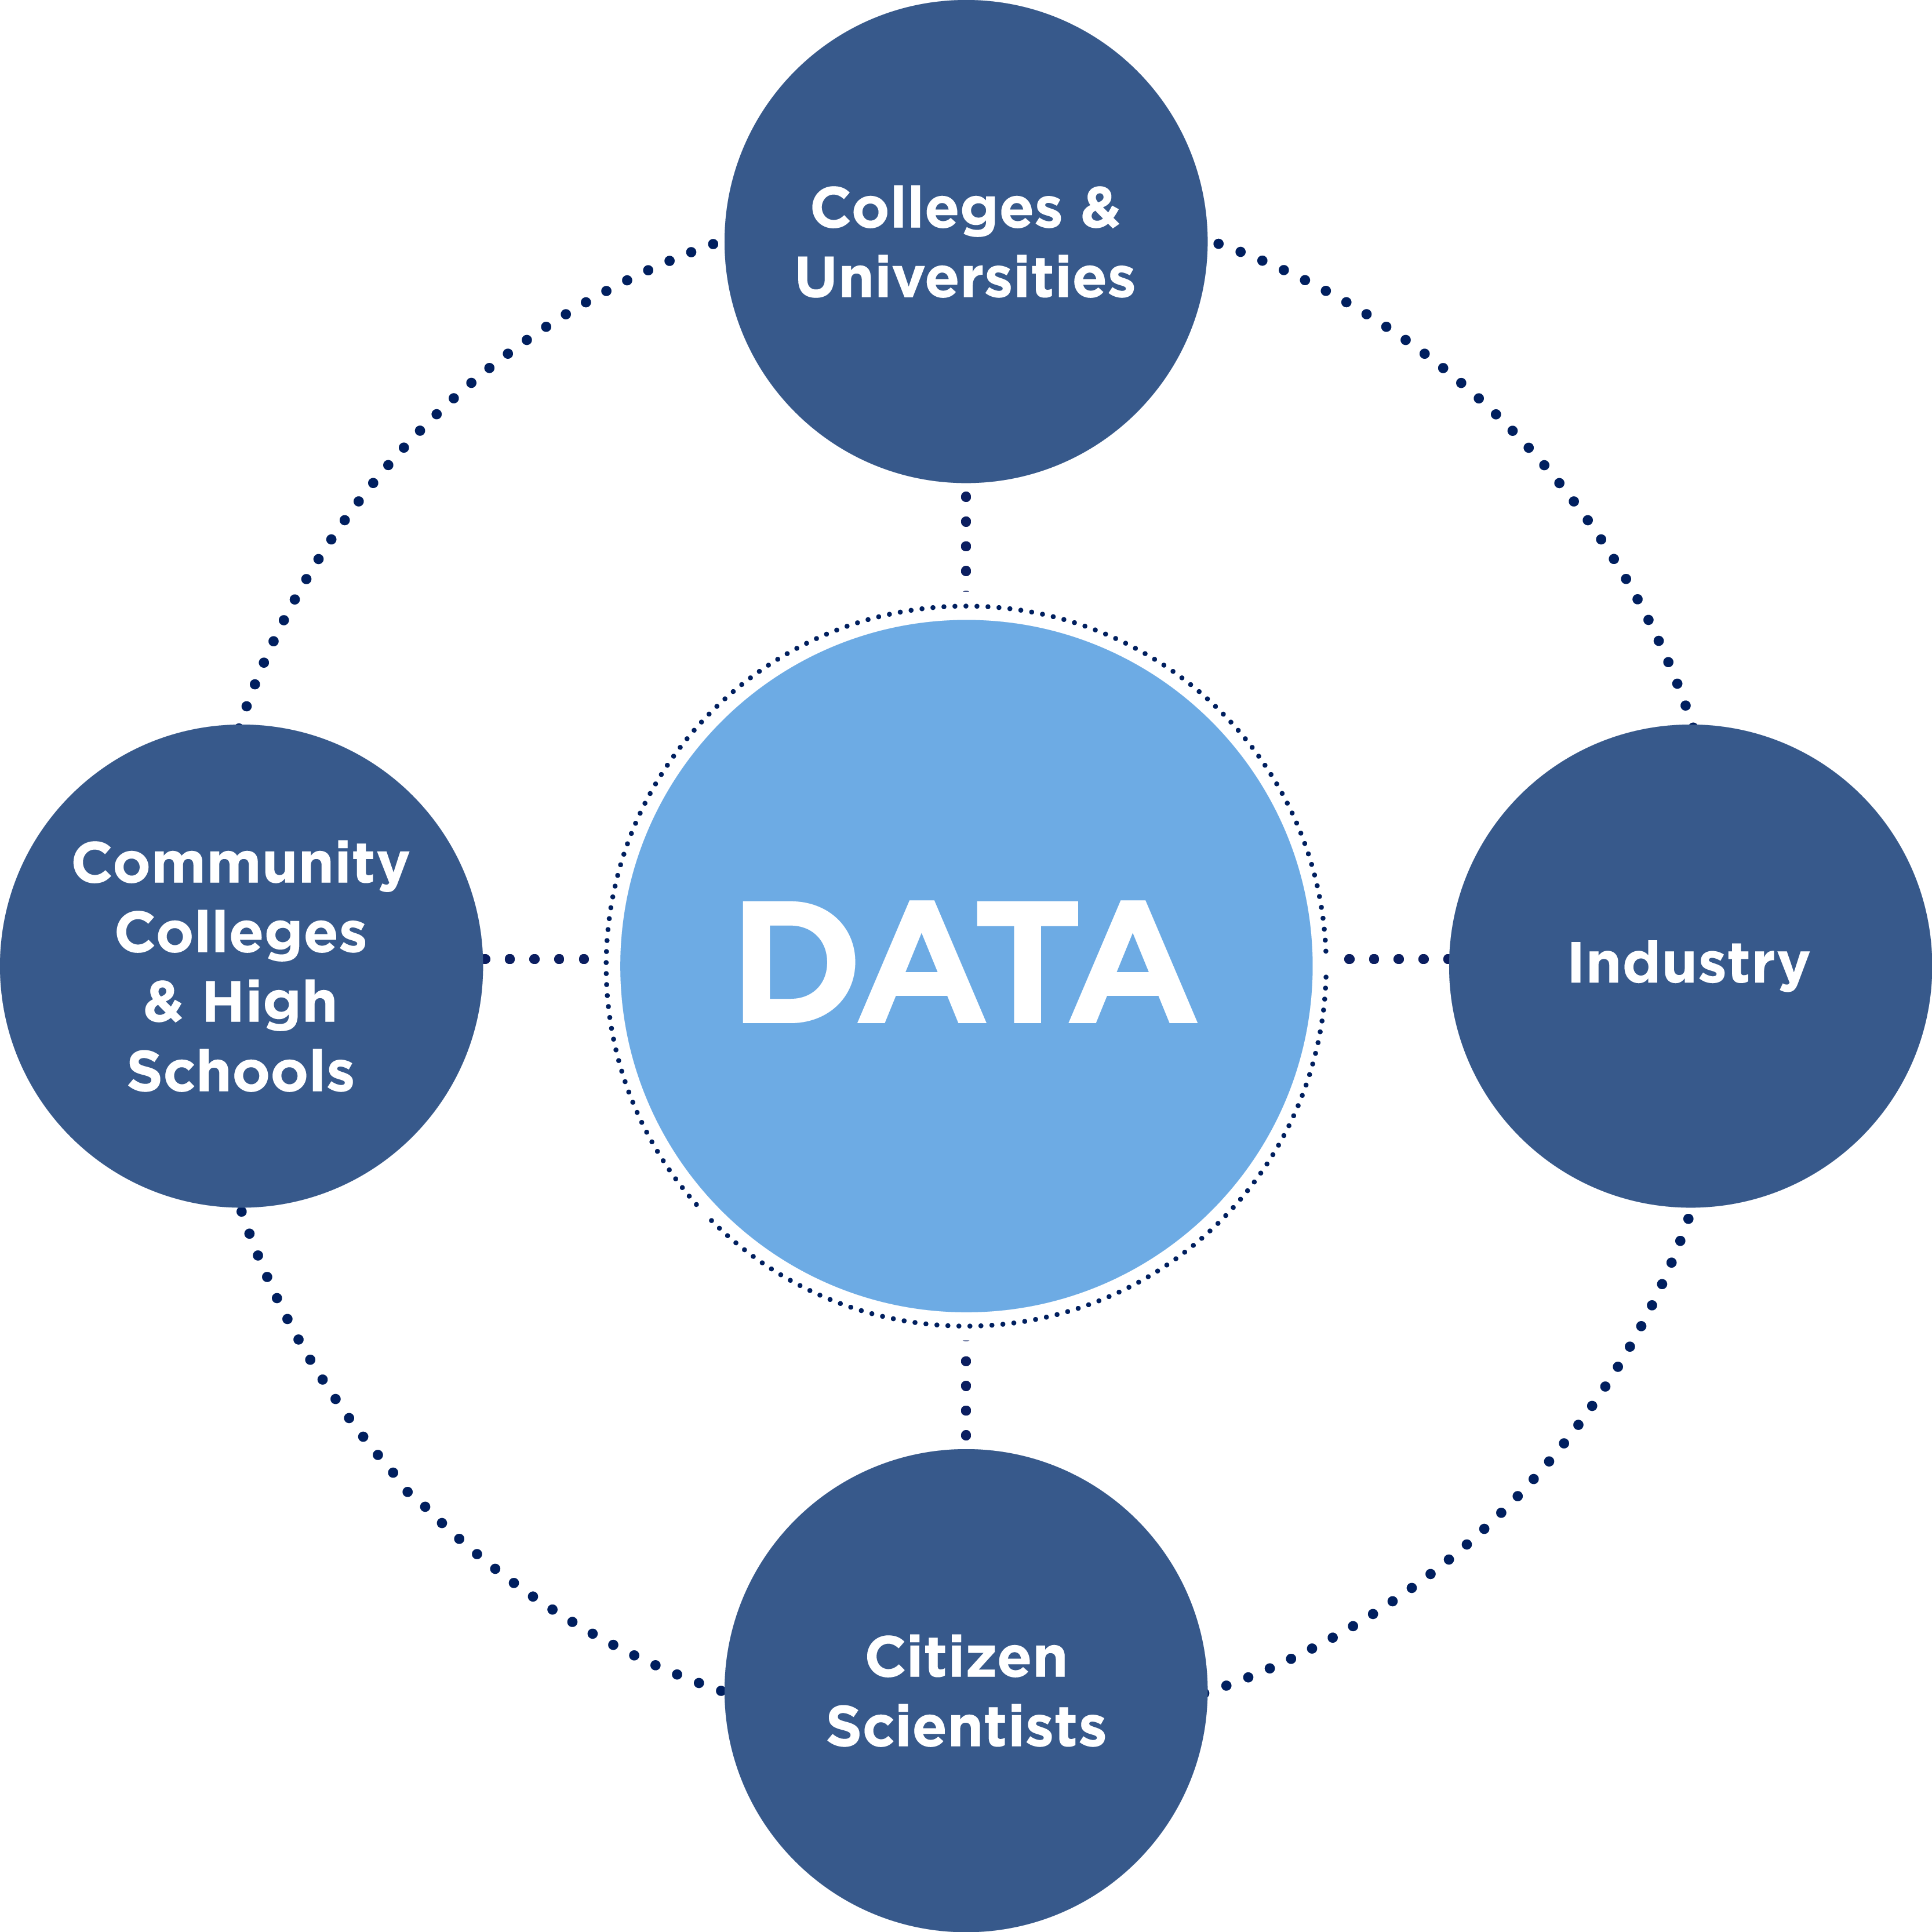 Colleges &
Universities
Community
Colleges
& High
Schools
DATA
Industry
Citizen
Scientists